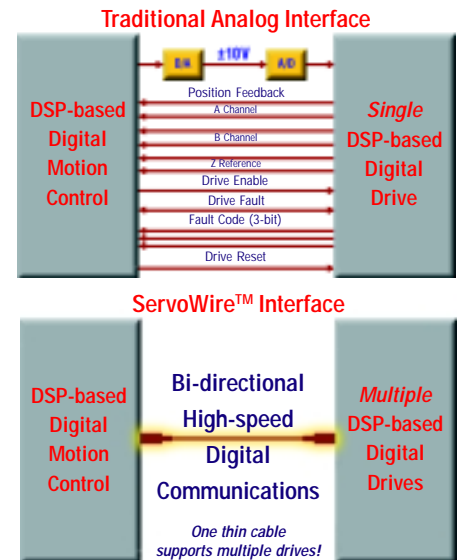 Traditional Analog Interface
D/A
±10V
A/D
DSP-based
Digital
Motion
Control
Position Feedback
A Channel
B Channel
Z Reference
Drive Enable
Drive Fault
Fault Code (3-bit)
Drive Reset
Single
DSP-based
Digital
Drive
ServoWire™ Interface
DSP-based
Digital
Motion
Control
Bi-directional
High-speed
Digital
Communications
One thin cable
supports multiple drives!
Multiple
DSP-based
Digital
Drives